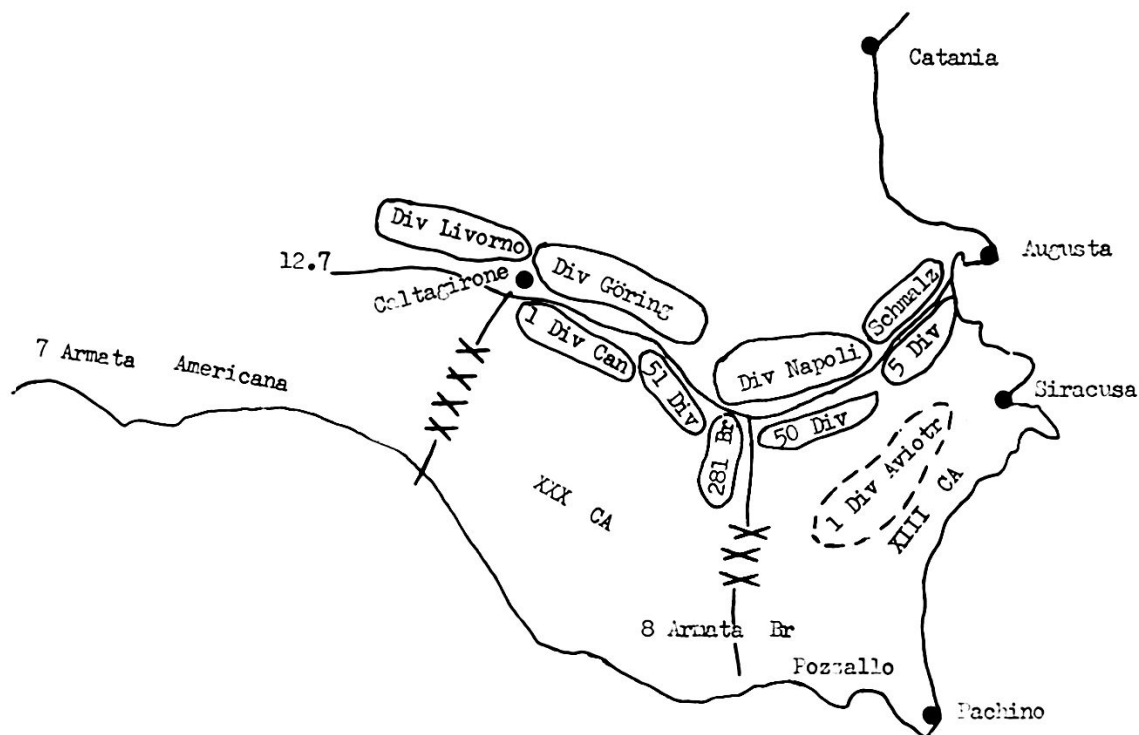 Catania
Div Livorno
12.7
Caltagirone
Div Göring
Schmalz
Augusta
7 Armata Americana
1 Div Can
51 Div
Div Napoli
5 Div
Siracusa
281 Br
50 Div
1 Div Aviotr
XXX CA
XIII CA
8 Armata Br
Pozzallo
Pachino